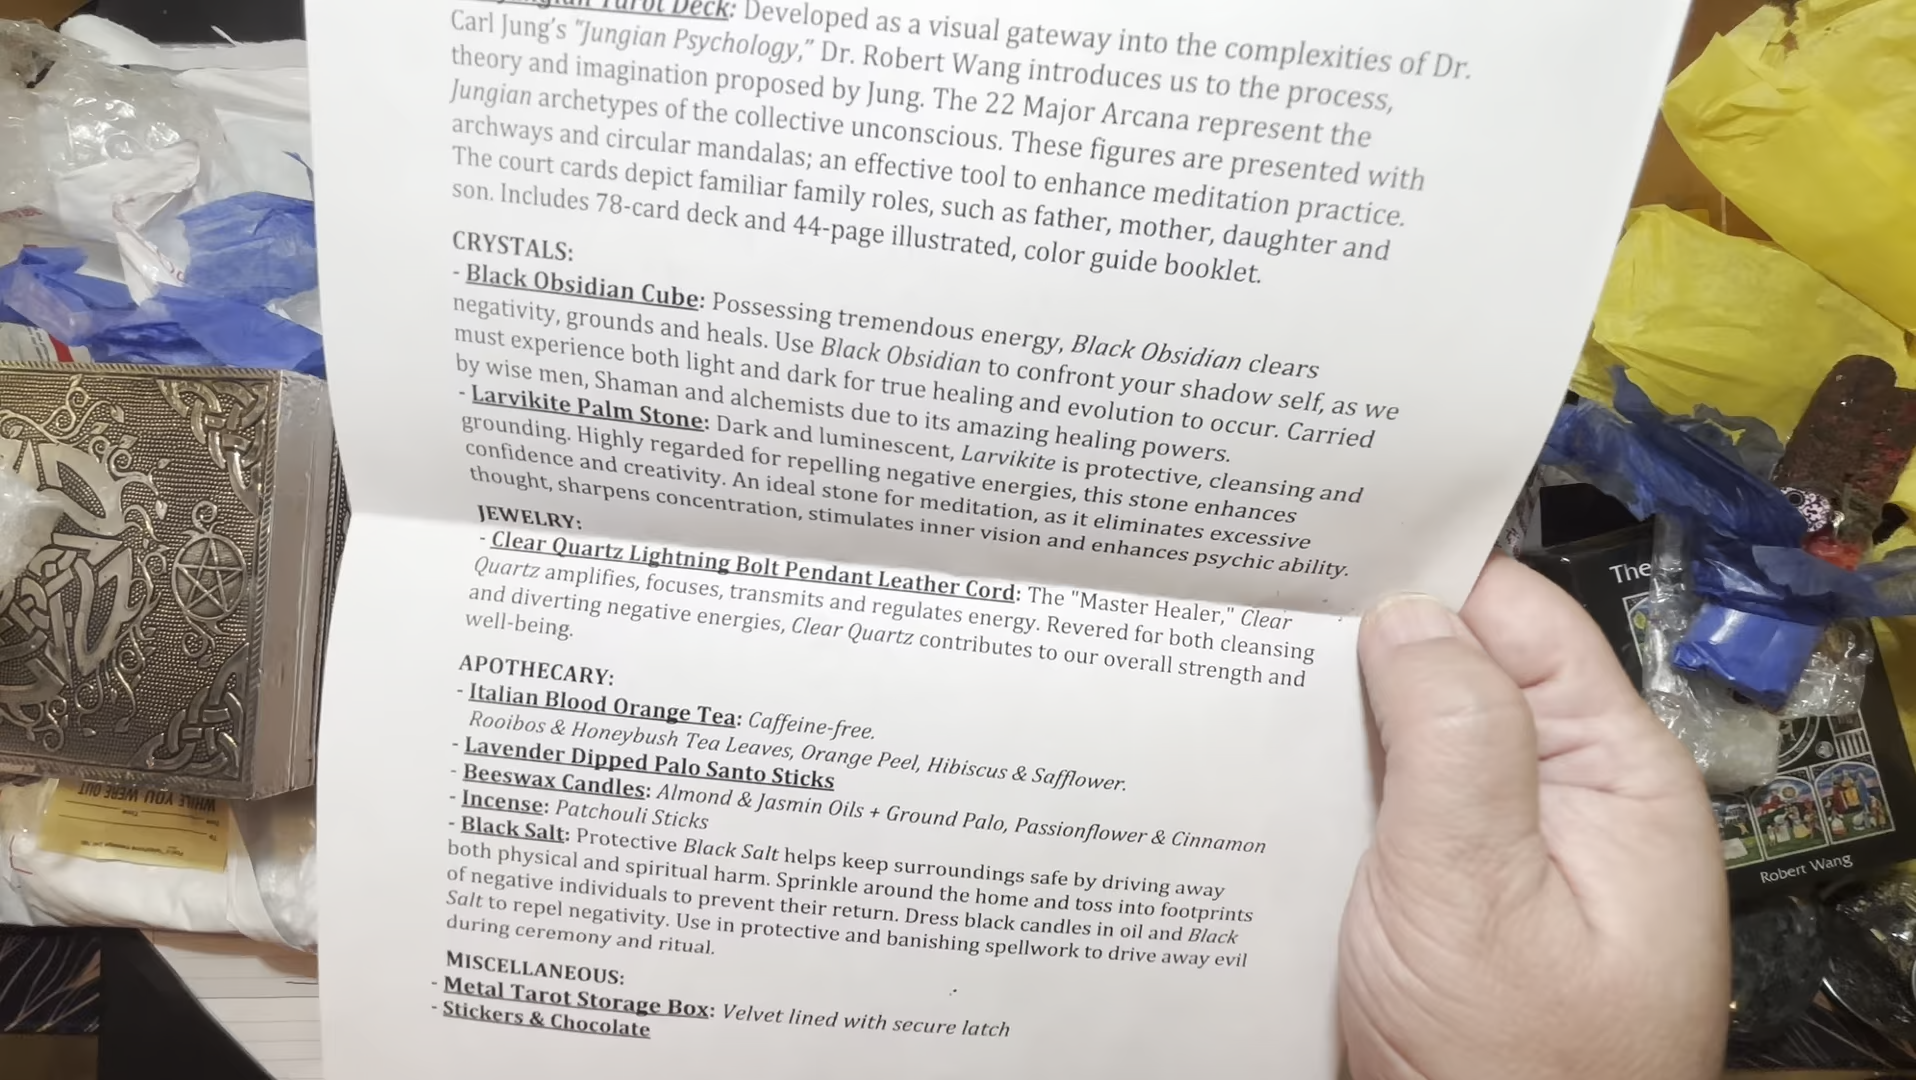 Jungian Tarot Deck: Developed as a visual gateway into the complexities of Dr.
Carl Jung's "Jungian Psychology," Dr. Robert Wang introduces us to the process,
theory and imagination proposed by Jung. The 22 Major Arcana represent the
Jungian archetypes of the collective unconscious. These figures are presented with
archways and circular mandalas; an effective tool to enhance meditation practice.
The court cards depict familiar family roles, such as father, mother, daughter and
son. Includes 78-card deck and 44-page illustrated, color guide booklet.
CRYSTALS:
- Black Obsidian Cube: Possessing tremendous energy, Black Obsidian clears
negativity, grounds and heals. Use Black Obsidian to confront your shadow self, as we
must experience both light and dark for true healing and evolution to occur. Carried
by wise men, Shaman and alchemists due to its amazing healing powers.
- Larvikite Palm Stone: Dark and luminescent, Larvikite is protective, cleansing and
grounding. Highly regarded for repelling negative energies, this stone enhances
confidence and creativity. An ideal stone for meditation, as it eliminates excessive
thought, sharpens concentration, stimulates inner vision and enhances psychic ability.
JEWELRY:
- Clear Quartz Lightning Bolt Pendant Leather Cord: The "Master Healer," Clear
Quartz amplifies, focuses, transmits and regulates energy. Revered for both cleansing
and diverting negative energies, Clear Quartz contributes to our overall strength and
well-being.
APOTHECARY:
- Italian Blood Orange Tea: Caffeine-free.
Rooibos & Honeybush Tea Leaves, Orange Peel, Hibiscus & Safflower.
- Lavender Dipped Palo Santo Sticks
- Beeswax Candles: Almond & Jasmin Oils + Ground Palo, Passionflower & Cinnamon
- Incense: Patchouli Sticks
- Black Salt: Protective Black Salt helps keep surroundings safe by driving away
both physical and spiritual harm. Sprinkle around the home and toss into footprints
of negative individuals to prevent their return. Dress black candles in oil and Black
Salt to repel negativity. Use in protective and banishing spellwork to drive away evil
during ceremony and ritual.
MISCELLANEOUS:
- Metal Tarot Storage Box: Velvet lined with secure latch
- Stickers & Chocolate
WHILE YOU WERE OUT
The
Robert Wang